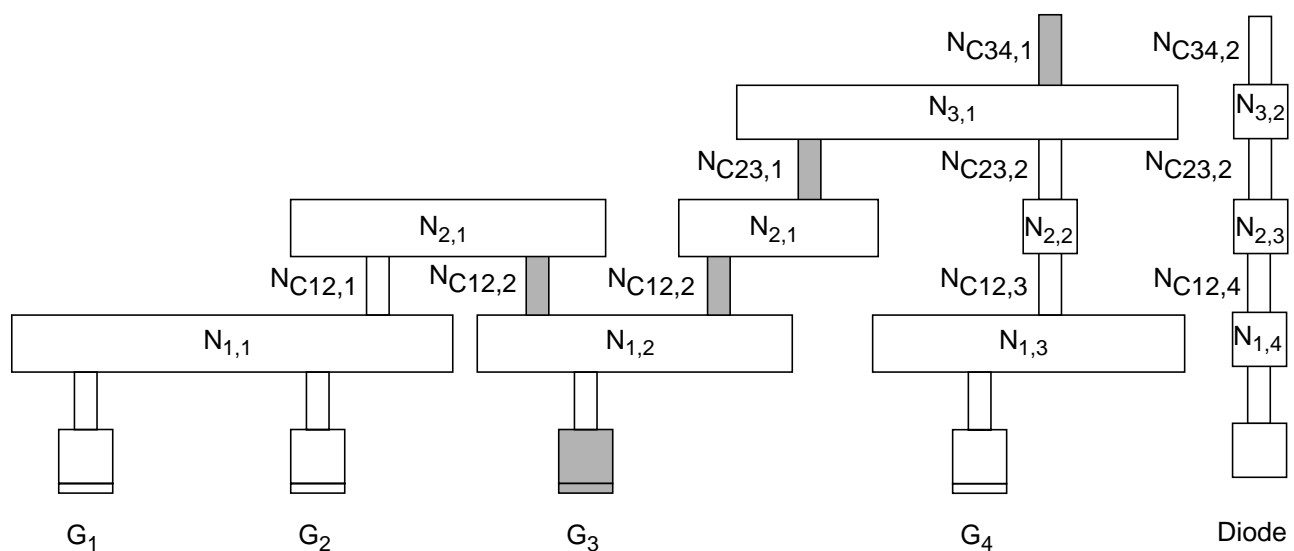 N_C34,1 N_C34,2
N_3,1 N_3,2
N_C23,1 N_C23,2 N_C23,2
N_2,1 N_2,1 N_2,2 N_2,3
N_C12,1 N_C12,2 N_C12,2 N_C12,3 N_C12,4
N_1,1 N_1,2 N_1,3 N_1,4
G_1 G_2 G_3 G_4 Diode